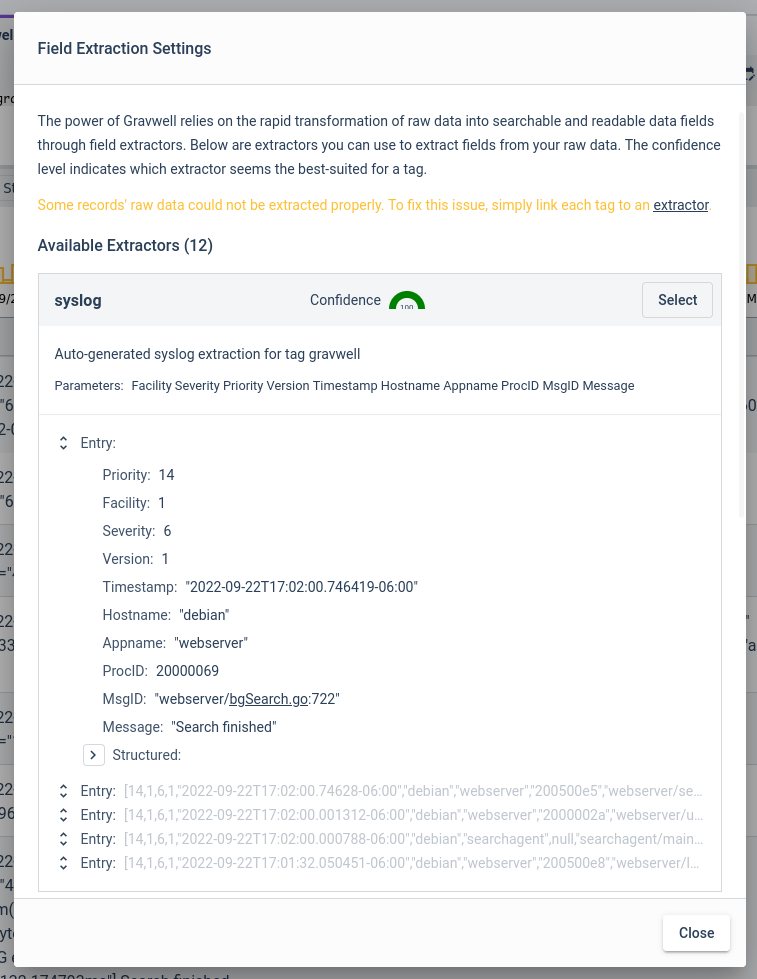 Field Extraction Settings
The power of Gravwell relies on the rapid transformation of raw data into searchable and readable data fields
through field extractors. Below are extractors you can use to extract fields from your raw data. The confidence
level indicates which extractor seems the best-suited for a tag.
Some records' raw data could not be extracted properly. To fix this issue, simply link each tag to an extractor.
Available Extractors (12)
syslog Confidence 100 Select
Auto-generated syslog extraction for tag gravwell
Parameters: Facility Severity Priority Version Timestamp Hostname Appname ProcID MsgID Message
Entry:
Priority: 14
Facility: 1
Severity: 6
Version: 1
Timestamp: "2022-09-22T17:02:00.746419-06:00"
Hostname: "debian"
Appname: "webserver"
ProcID: 20000069
MsgID: "webserver/bgSearch.go:722"
Message: "Search finished"
Structured:
Entry: [14,1,6,1,"2022-09-22T17:02:00.74628-06:00","debian","webserver","200500e5","webserver/se...
Entry: [14,1,6,1,"2022-09-22T17:02:00.001312-06:00","debian","webserver","2000002a","webserver/u...
Entry: [14,1,6,1,"2022-09-22T17:02:00.000788-06:00","debian","searchagent",null,"searchagent/main...
Entry: [14,1,6,1,"2022-09-22T17:01:32.050451-06:00","debian","webserver","200500e8","webserver/l...
Close